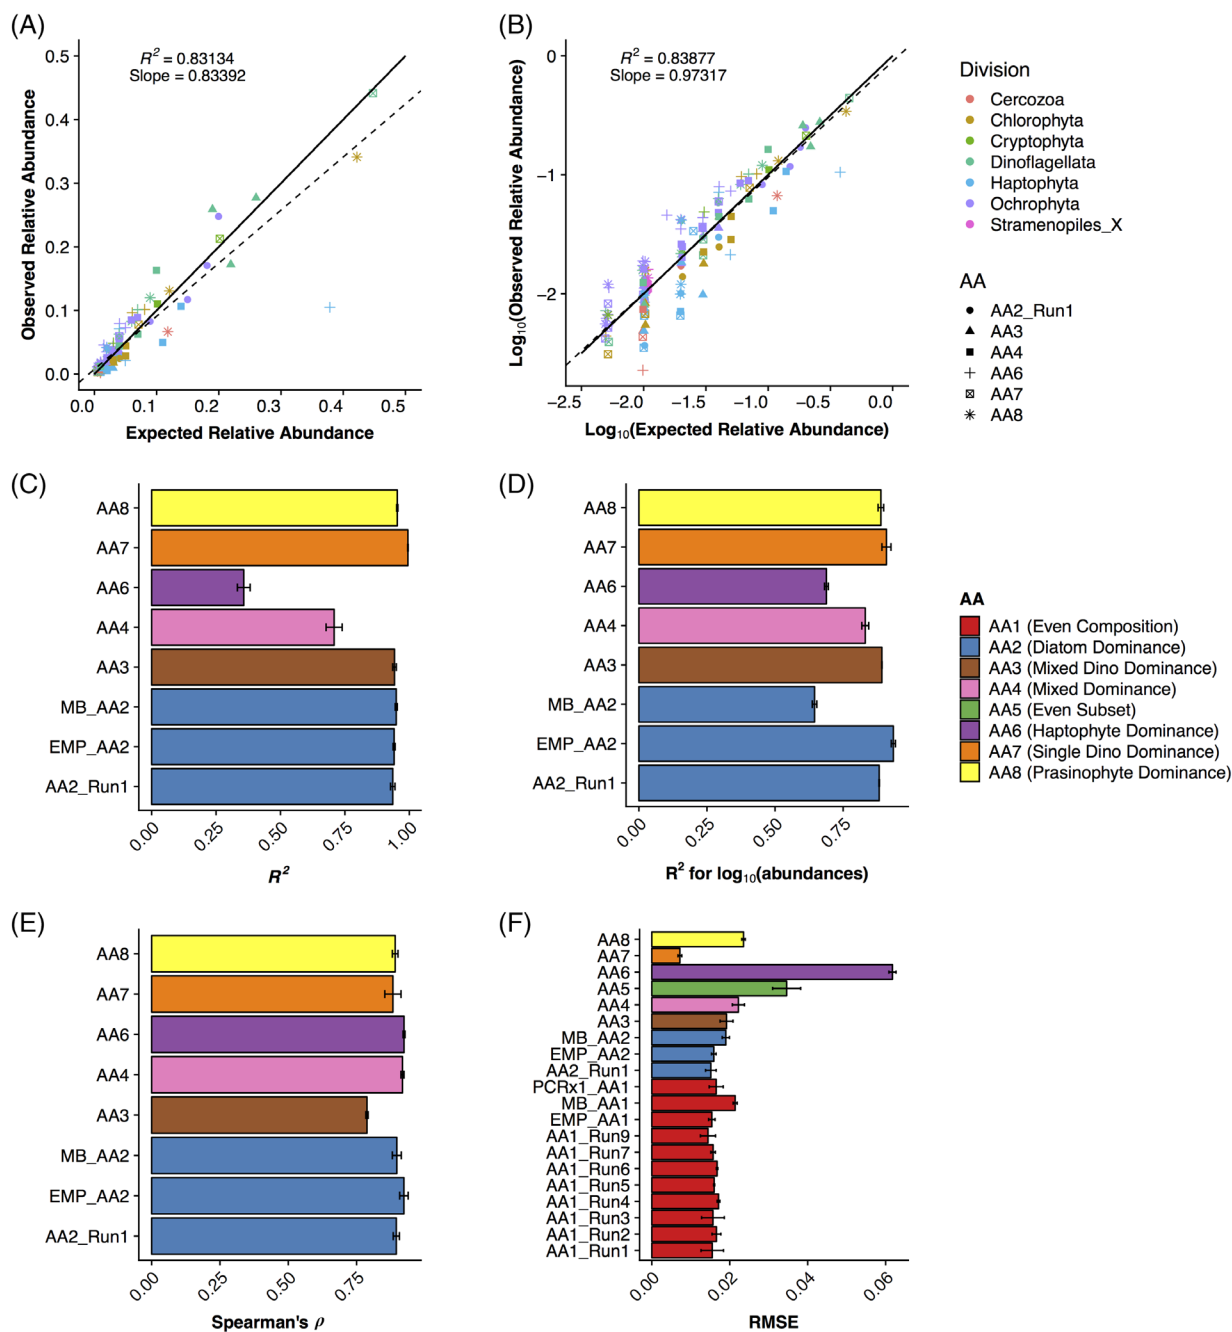 (A)
R² = 0.83134
Slope = 0.83392
Observed Relative Abundance
0.5
0.4
0.3
0.2
0.1
0.0
0.0 0.1 0.2 0.3 0.4 0.5
Expected Relative Abundance
(B)
R² = 0.83877
Slope = 0.97317
Log₁₀(Observed Relative Abundance)
0
−1
−2
−2.5 −2.0 −1.5 −1.0 −0.5 0.0
Log₁₀(Expected Relative Abundance)
Division
Cercozoa
Chlorophyta
Cryptophyta
Dinoflagellata
Haptophyta
Ochrophyta
Stramenopiles_X
AA
AA2_Run1
AA3
AA4
AA6
AA7
AA8
(C)
AA8
AA7
AA6
AA4
AA3
MB_AA2
EMP_AA2
AA2_Run1
0.00 0.25 0.50 0.75 1.00
R²
(D)
AA8
AA7
AA6
AA4
AA3
MB_AA2
EMP_AA2
AA2_Run1
0.00 0.25 0.50 0.75
R² for log₁₀(abundances)
AA
AA1 (Even Composition)
AA2 (Diatom Dominance)
AA3 (Mixed Dino Dominance)
AA4 (Mixed Dominance)
AA5 (Even Subset)
AA6 (Haptophyte Dominance)
AA7 (Single Dino Dominance)
AA8 (Prasinophyte Dominance)
(E)
AA8
AA7
AA6
AA4
AA3
MB_AA2
EMP_AA2
AA2_Run1
0.00 0.25 0.50 0.75
Spearman's ρ
(F)
AA8
AA7
AA6
AA5
AA4
AA3
MB_AA2
EMP_AA2
AA2_Run1
PCRx1_AA1
MB_AA1
EMP_AA1
AA1_Run9
AA1_Run7
AA1_Run6
AA1_Run5
AA1_Run4
AA1_Run3
AA1_Run2
AA1_Run1
0.00 0.02 0.04 0.06
RMSE